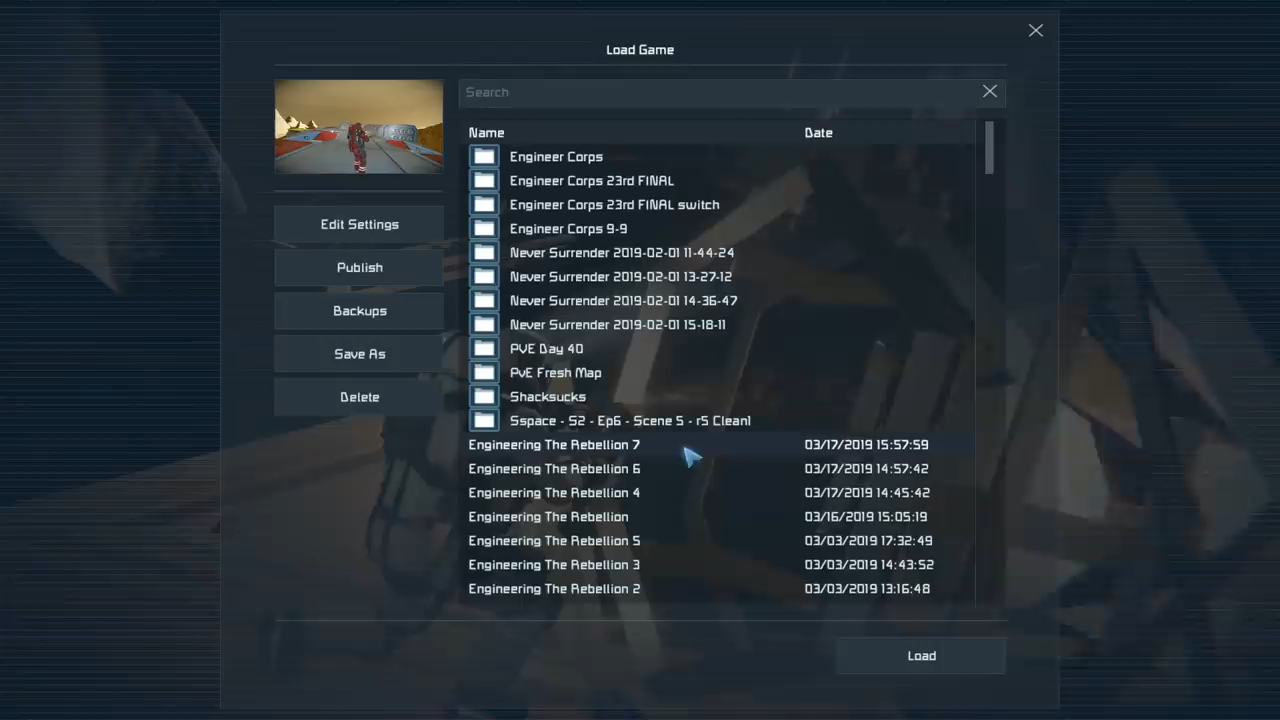 Load Game
Search
Name Date
Engineer Corps
Engineer Corps 23rd FINAL
Engineer Corps 23rd FINAL switch
Engineer Corps 9-9
Never Surrender 2019-02-01 11-44-24
Never Surrender 2019-02-01 13-27-12
Never Surrender 2019-02-01 14-36-47
Never Surrender 2019-02-01 15-18-11
PVE Day 40
PvE Fresh Map
Shacksucks
Sspace - S2 - Ep6 - Scene 5 - r5 Clean1
Engineering The Rebellion 7 03/17/2019 15:57:59
Engineering The Rebellion 6 03/17/2019 14:57:42
Engineering The Rebellion 4 03/17/2019 14:45:42
Engineering The Rebellion 03/16/2019 15:05:19
Engineering The Rebellion 5 03/03/2019 17:32:49
Engineering The Rebellion 3 03/03/2019 14:43:52
Engineering The Rebellion 2 03/03/2019 13:16:48
Edit Settings
Publish
Backups
Save As
Delete
Load